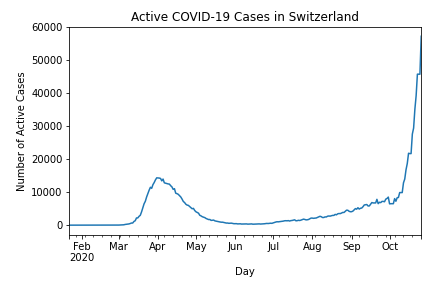 Active COVID-19 Cases in Switzerland
60000
50000
40000
30000
20000
10000
0
Number of Active Cases
Feb Mar Apr May Jun Jul Aug Sep Oct
2020
Day